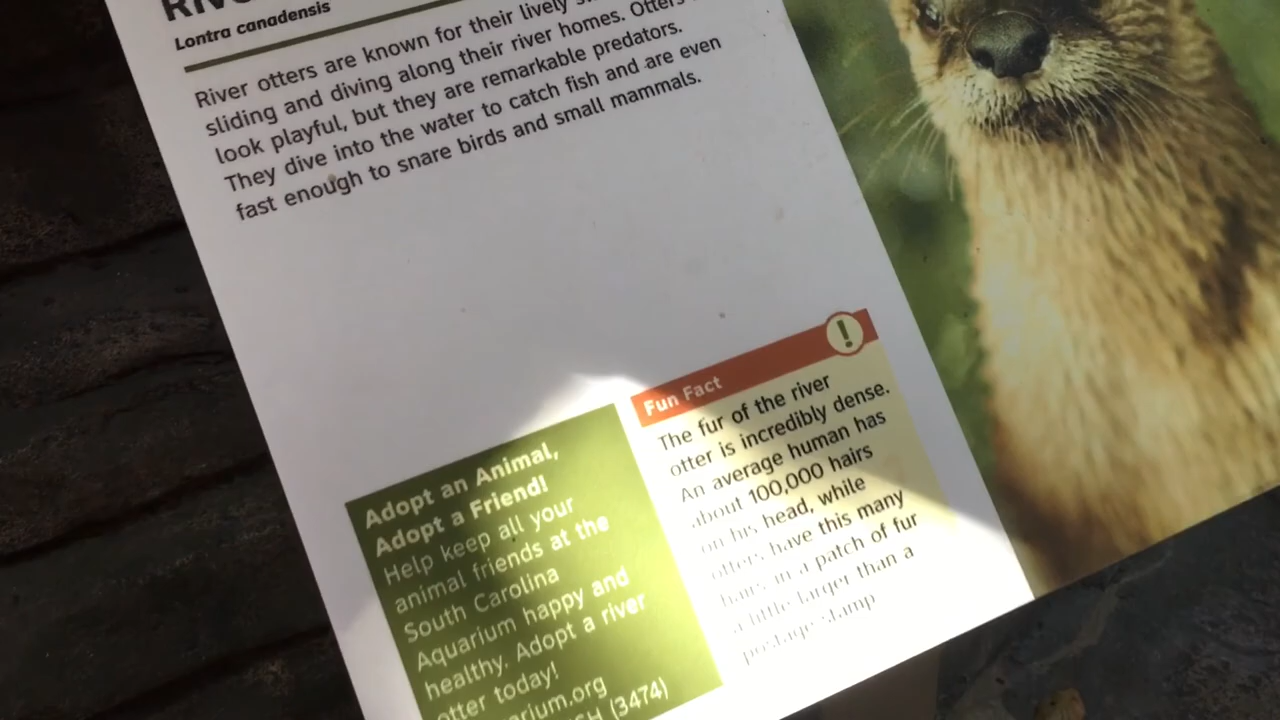 Lontra canadensis
River otters are known for their lively
sliding and diving along their river homes. Otters
look playful, but they are remarkable predators.
They dive into the water to catch fish and are even
fast enough to snare birds and small mammals.
Adopt an Animal,
Adopt a Friend!
Help keep all your
animal friends at the
South Carolina
Aquarium happy and
healthy. Adopt a river
otter today!
(3474)
Fun Fact
The fur of the river
otter is incredibly dense.
An average human has
about 100,000 hairs
on his head, while
otters have this many
hairs in a patch of fur
a little larger than a
postage stamp